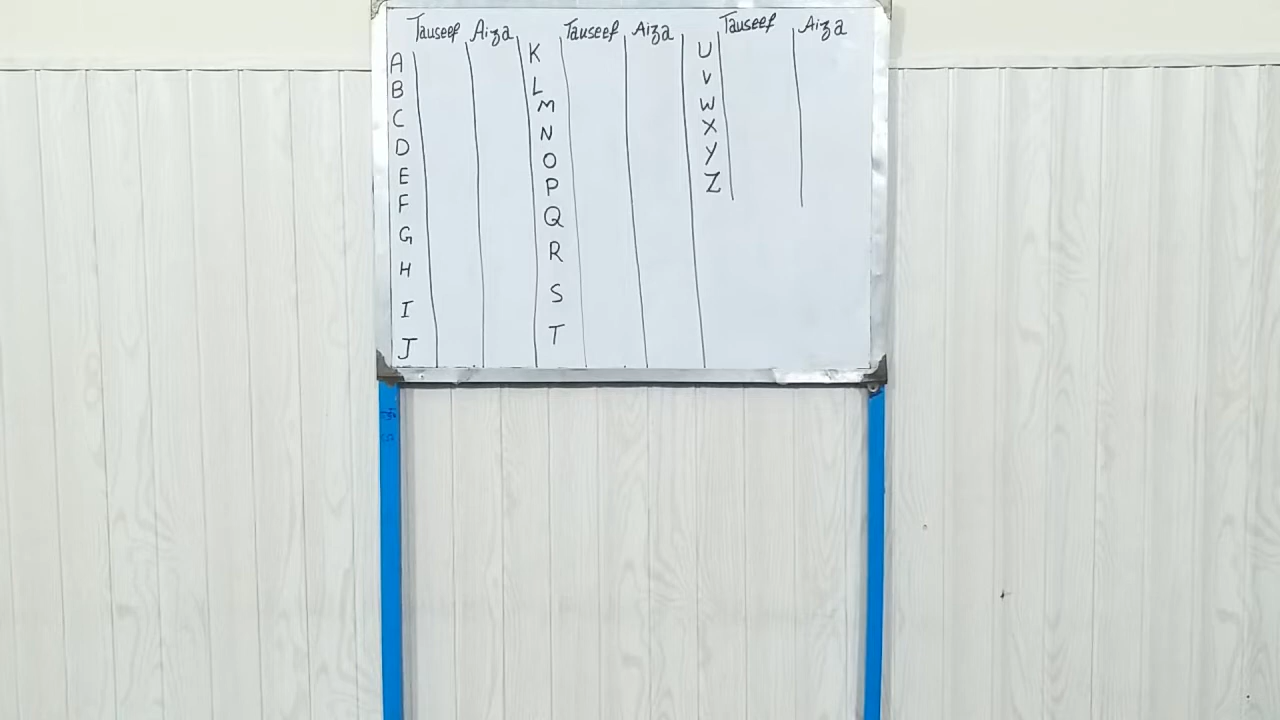 Tauseef Aiza Tauseef Aiza Tauseef Aiza
A K U
B L V
C M W
D N X
E O Y
F P Z
G Q
H R
I S
J T